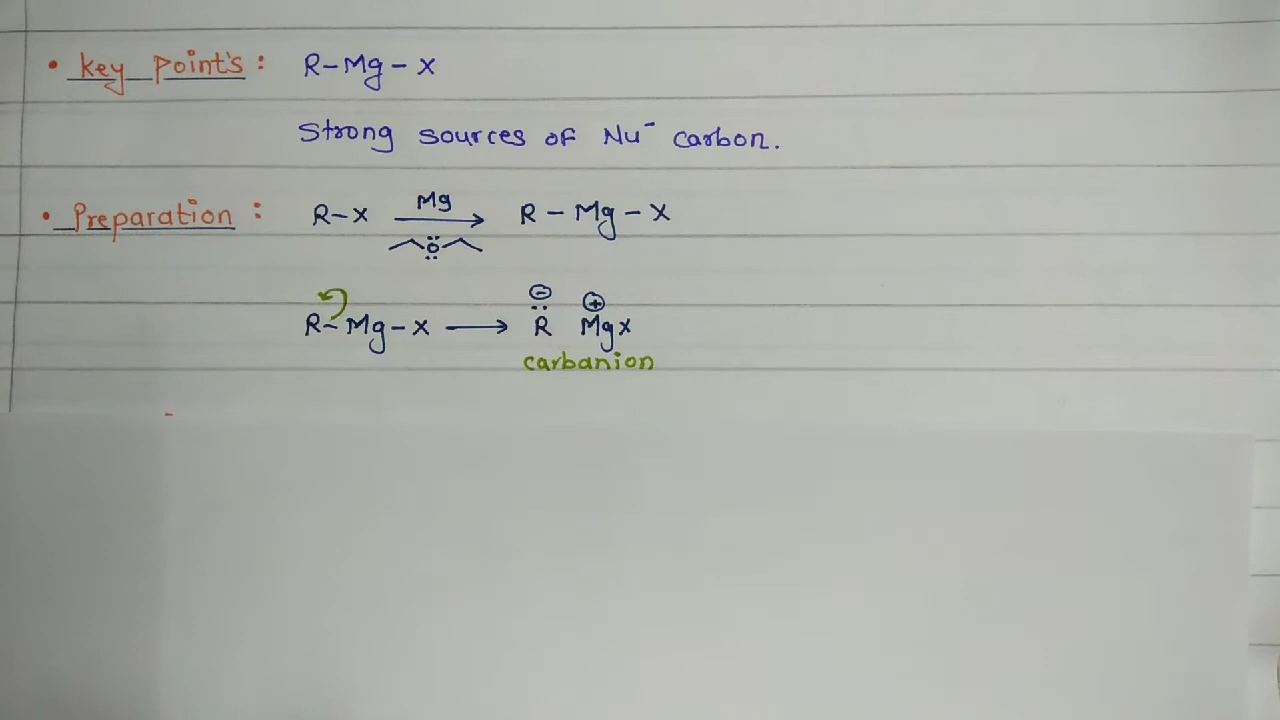 • Key Point's : R-Mg-X
Strong sources of Nu⁻ carbon.
• Preparation : R-X Mg ⟶ Ö R-Mg-X
R-Mg-X ⟶ R⁻ Mg⁺x
carbanion